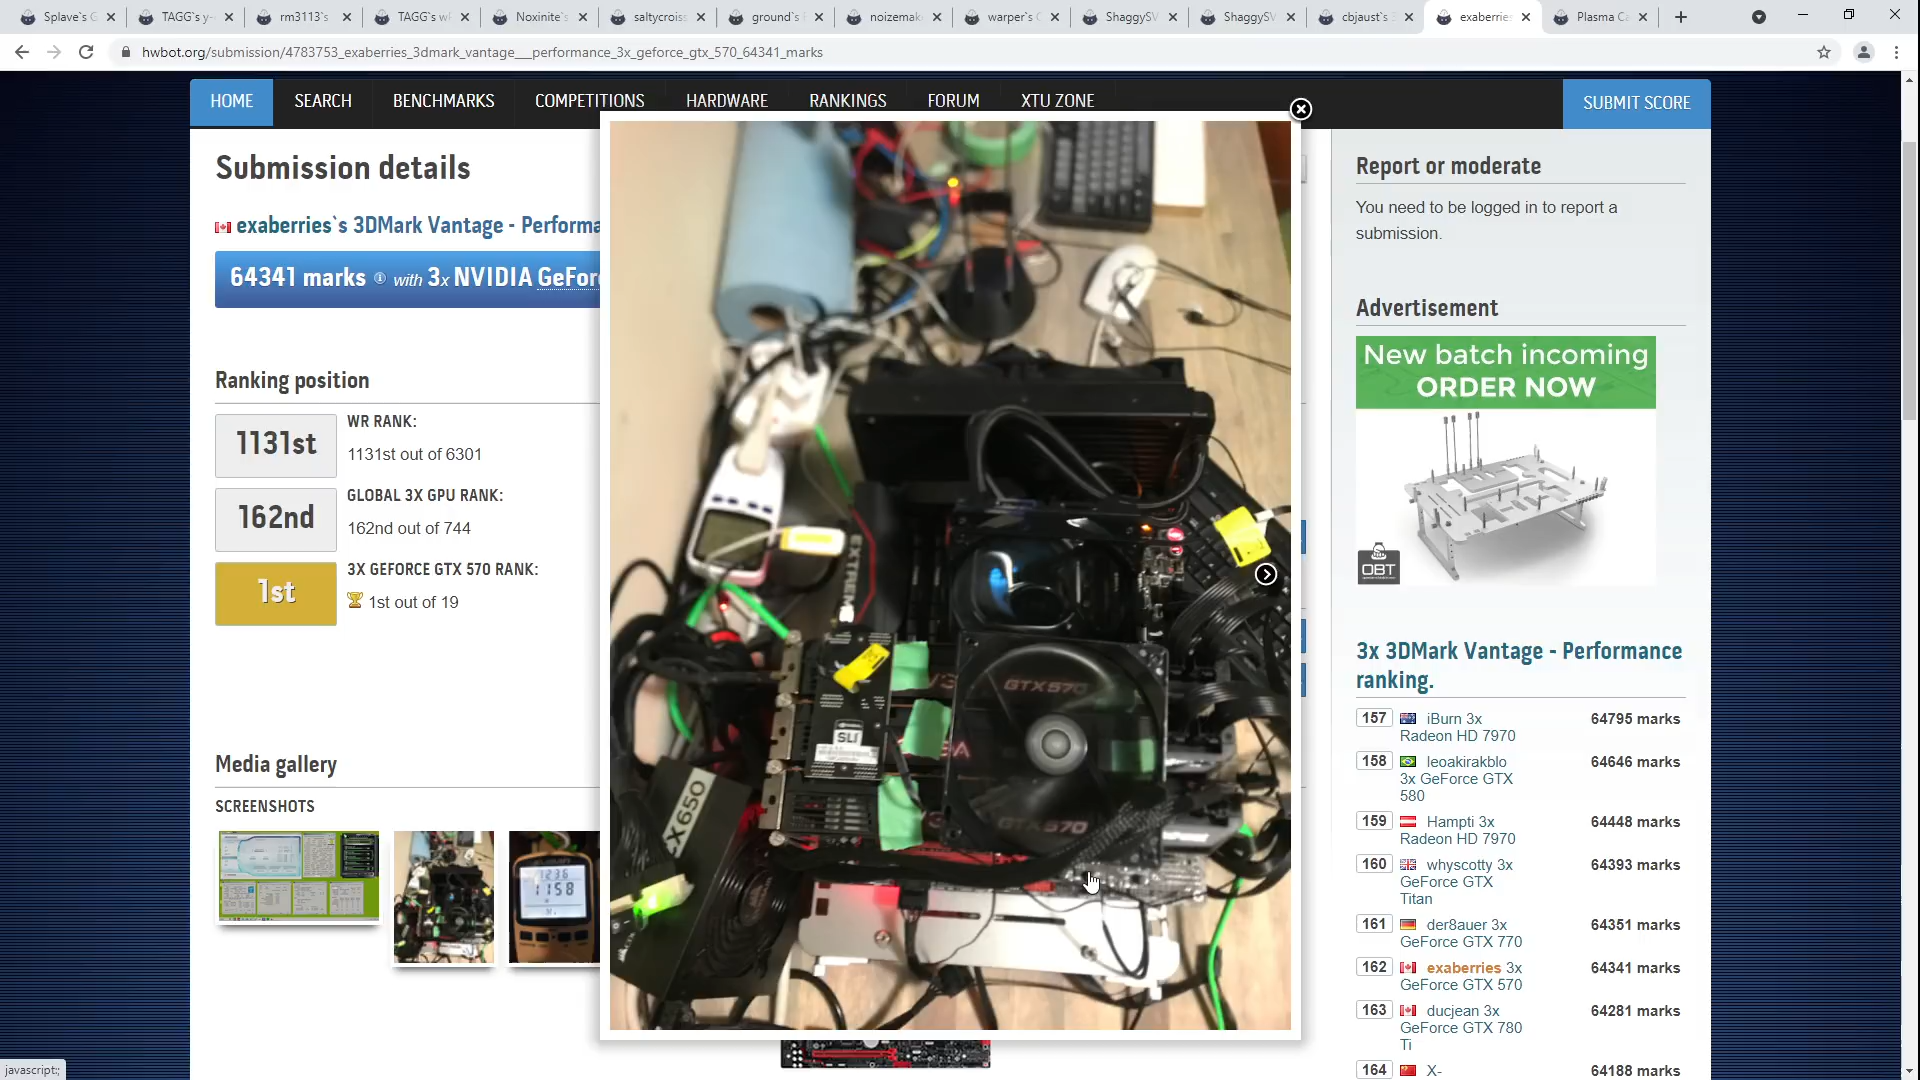 Splave`s G
TAGG`s y-
rm3113`s
TAGG`s w
Noxinite`s
saltycrois
ground`s
noizemak
warper`s
ShaggySV
ShaggySV
cbjaust`s
exaberrie
Plasma Ca
hwbot.org/submission/4783753_exaberries_3dmark_vantage___performance_3x_geforce_gtx_570_64341_marks
HOME
SEARCH
BENCHMARKS
COMPETITIONS
HARDWARE
RANKINGS
FORUM
XTU ZONE
SUBMIT SCORE
Submission details
exaberries`s 3DMark Vantage - Performa
64341 marks with 3x NVIDIA GeFor
Ranking position
1131st
WR RANK:
1131st out of 6301
162nd
GLOBAL 3X GPU RANK:
162nd out of 744
1st
3X GEFORCE GTX 570 RANK:
1st out of 19
Media gallery
SCREENSHOTS
1236
1158
EXTREME
GTX570
SLI
GTX570
X650
Report or moderate
You need to be logged in to report a
submission.
Advertisement
New batch incoming
ORDER NOW
OBT
3x 3DMark Vantage - Performance
ranking.
157 iBurn 3x
Radeon HD 7970
64795 marks
158 leoakirakblo
3x GeForce GTX
580
64646 marks
159 Hampti 3x
Radeon HD 7970
64448 marks
160 whyscotty 3x
GeForce GTX
Titan
64393 marks
161 der8auer 3x
GeForce GTX 770
64351 marks
162 exaberries 3x
GeForce GTX 570
64341 marks
163 ducjean 3x
GeForce GTX 780
Ti
64281 marks
164 X-
64188 marks
javascript:;